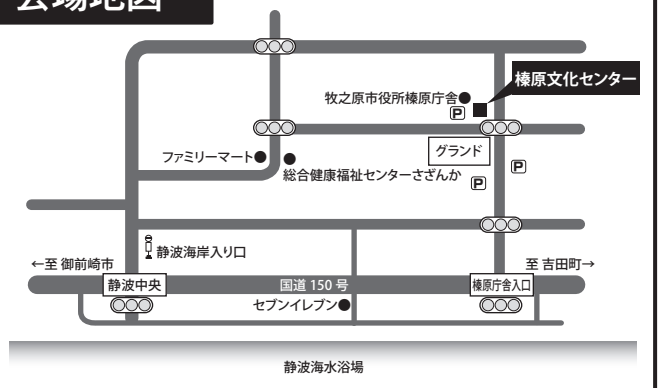 会場地図
榛原文化センター
牧之原市役所榛原庁舎
P
グランド
ファミリーマート
総合健康福祉センターさざんか
P
P
静波海岸入り口
←至 御前崎市
至 吉田町→
静波中央
国道 150 号
榛原庁舎入口
セブンイレブン
静波海水浴場